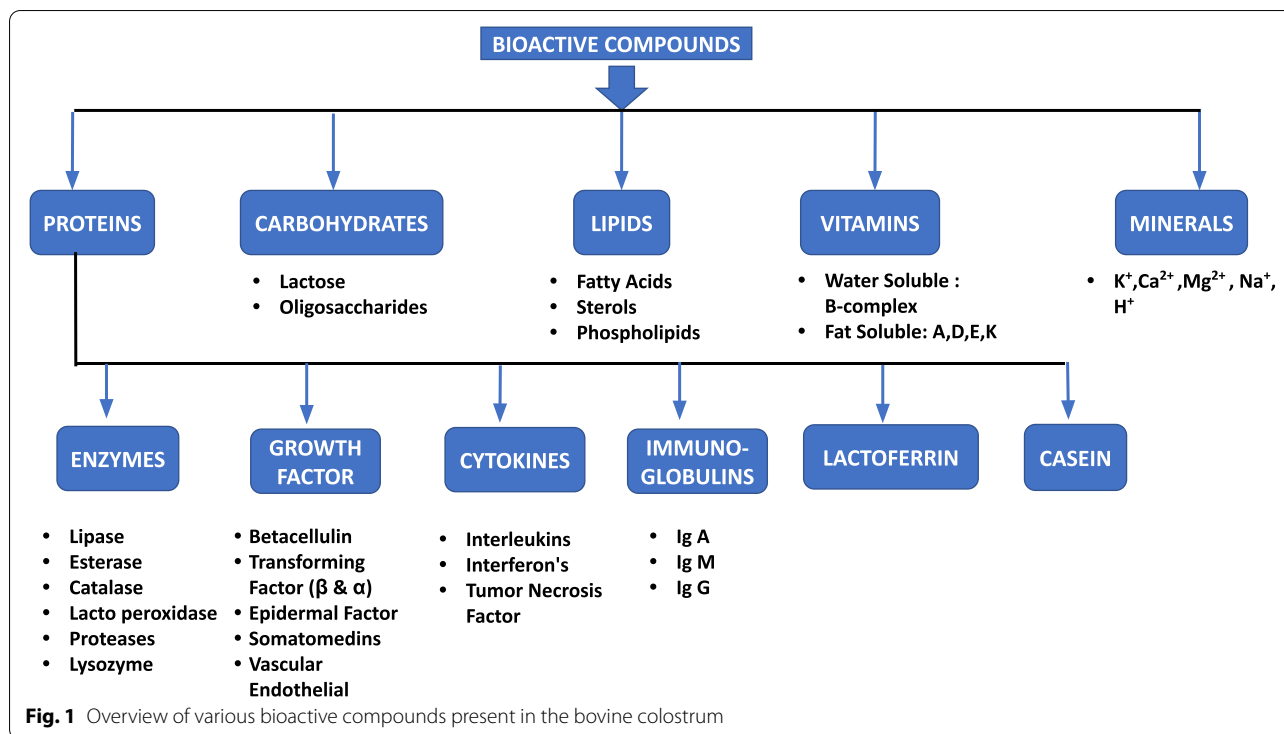 BIOACTIVE COMPOUNDS
PROTEINS
CARBOHYDRATES
• Lactose
• Oligosaccharides
LIPIDS
• Fatty Acids
• Sterols
• Phospholipids
VITAMINS
• Water Soluble :
B-complex
• Fat Soluble: A,D,E,K
MINERALS
• K⁺,Ca²⁺ ,Mg²⁺ , Na⁺,
H⁺
ENZYMES
• Lipase
• Esterase
• Catalase
• Lacto peroxidase
• Proteases
• Lysozyme
GROWTH
FACTOR
• Betacellulin
• Transforming
Factor (β & α)
• Epidermal Factor
• Somatomedins
• Vascular
Endothelial
CYTOKINES
• Interleukins
• Interferon's
• Tumor Necrosis
Factor
IMMUNO-
GLOBULINS
• Ig A
• Ig M
• Ig G
LACTOFERRIN
CASEIN
Fig. 1 Overview of various bioactive compounds present in the bovine colostrum